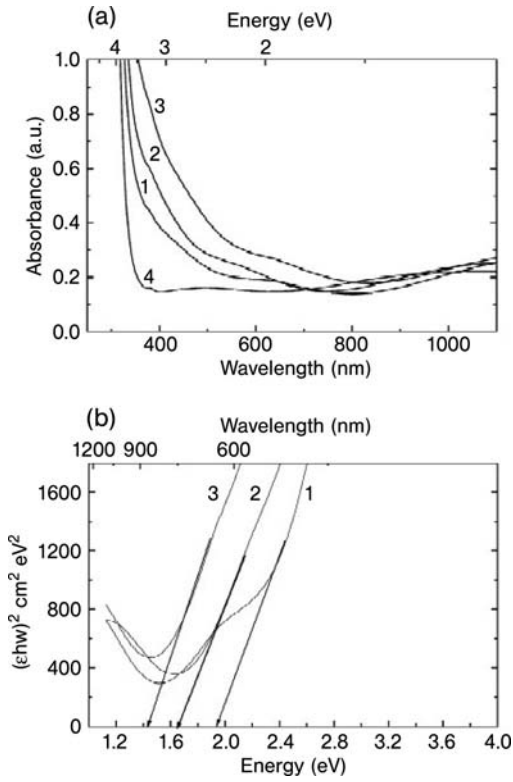 (a)
Energy (eV)
4 3 2
1.0
0.8
0.6
0.4
0.2
0.0
Absorbance (a.u.)
3
2
1
4
400 600 800 1000
Wavelength (nm)
(b)
Wavelength (nm)
1200 900 600
1600
1200
800
400
0
(εhw)² cm² eV²
3 2 1
1.2 1.6 2.0 2.4 2.8 3.2 3.6 4.0
Energy (eV)